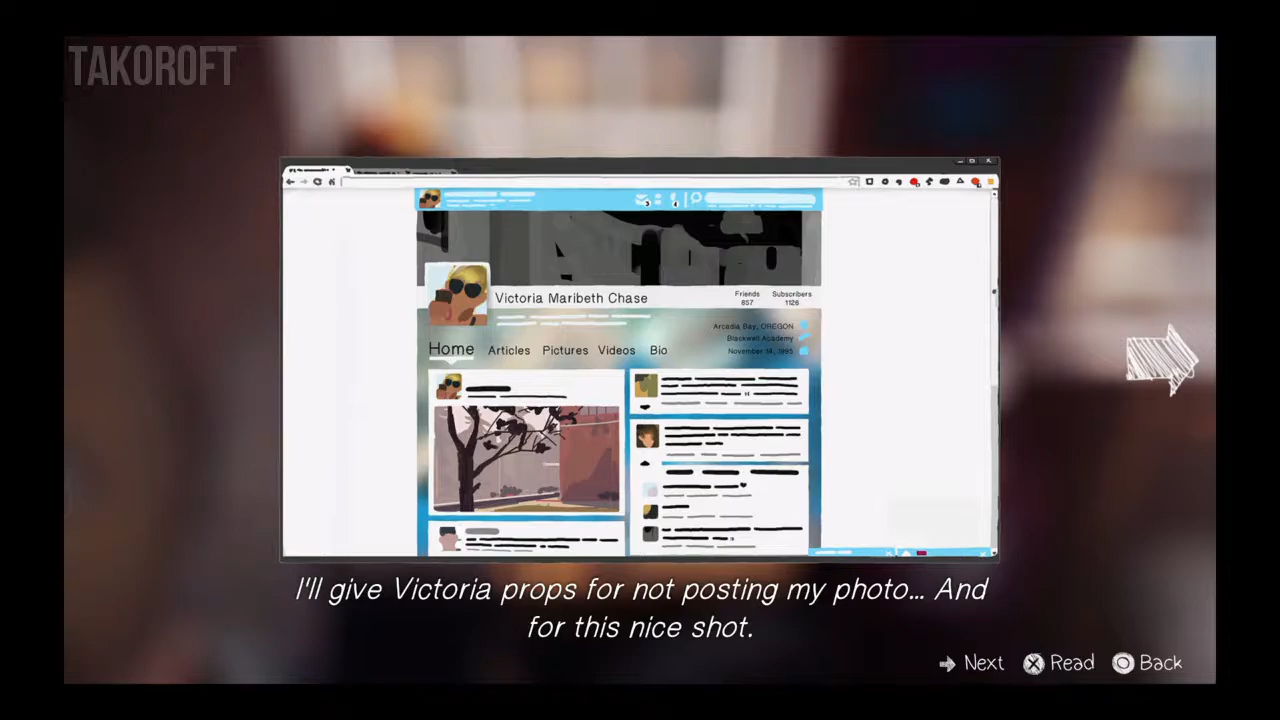 TAKOROFT
Victoria Maribeth Chase
Friends
857
Subscribers
1126
Arcadia Bay, OREGON
Blackwell Academy
November 14, 1995
Home Articles Pictures Videos Bio
I'll give Victoria props for not posting my photo... And
for this nice shot.
Next Read Back